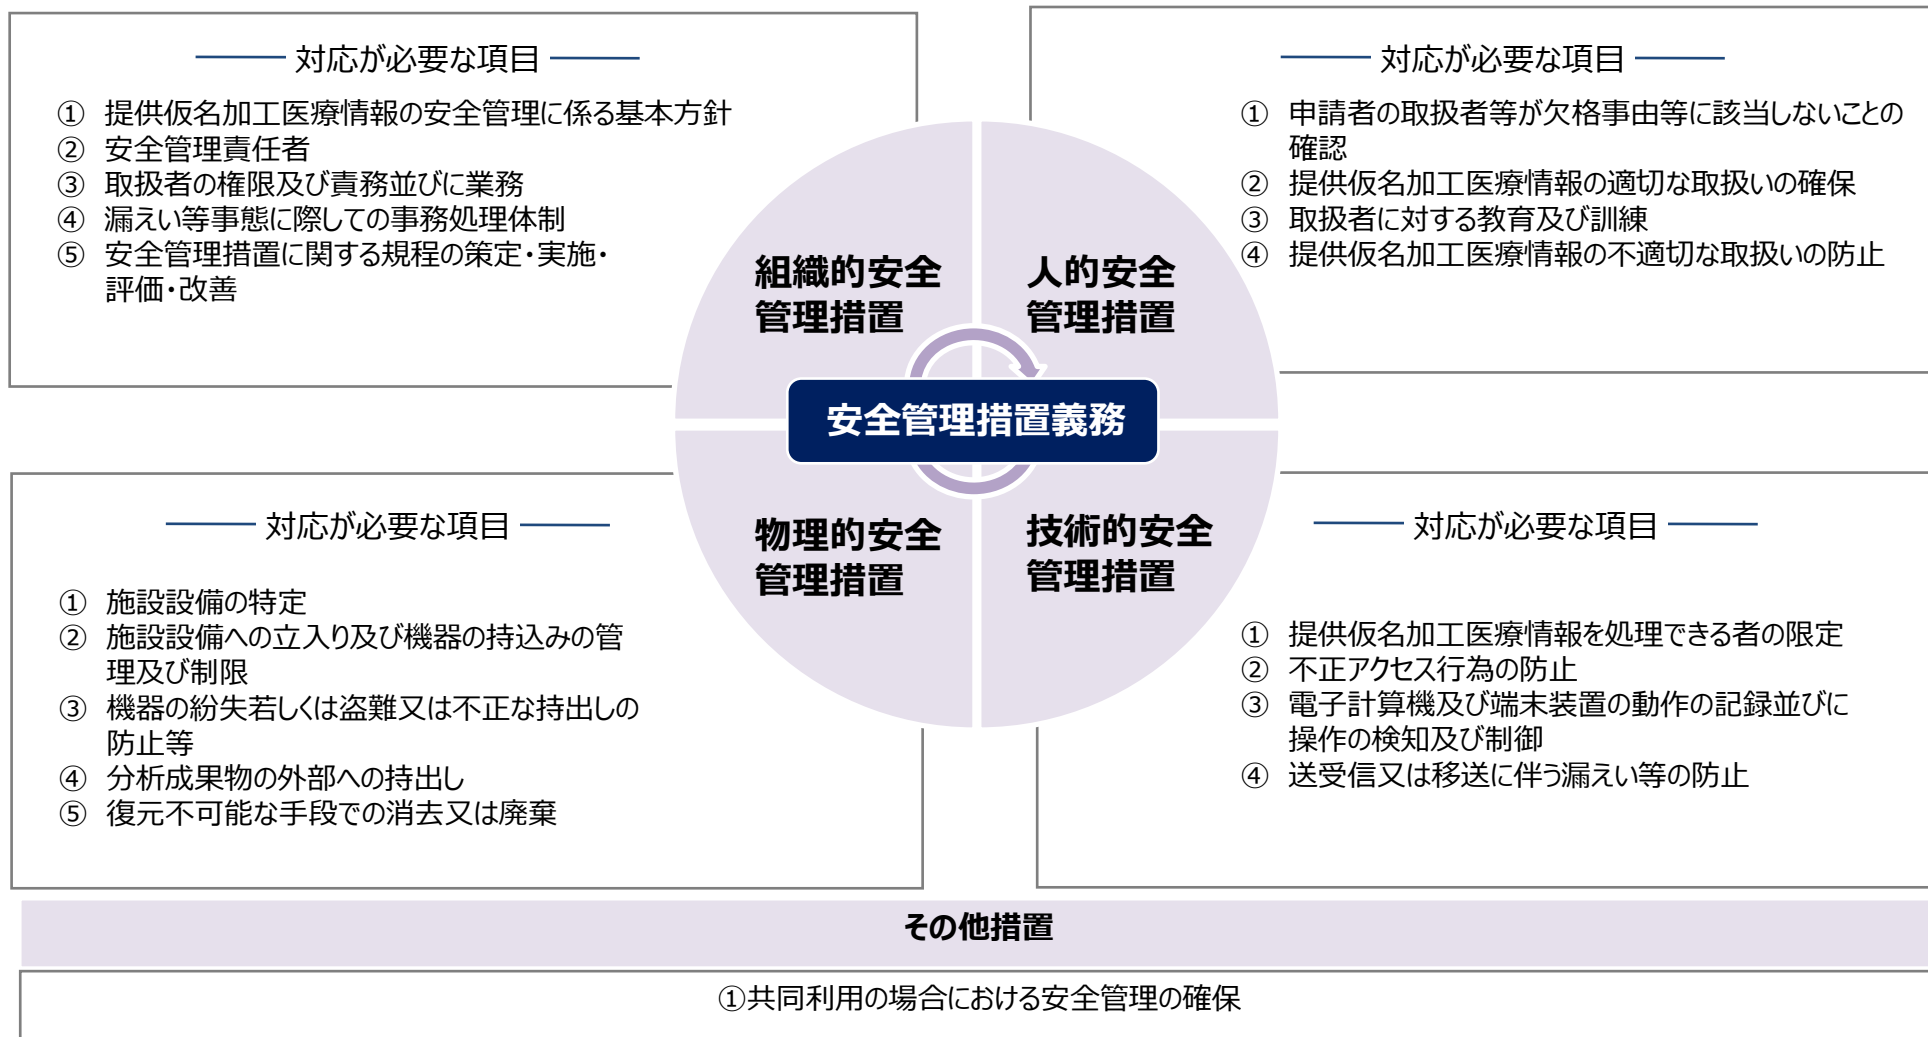 対応が必要な項目
① 提供仮名加工医療情報の安全管理に係る基本方針
② 安全管理責任者
③ 取扱者の権限及び責務並びに業務
④ 漏えい等事態に際しての事務処理体制
⑤ 安全管理措置に関する規程の策定・実施・
評価・改善
対応が必要な項目
① 申請者の取扱者等が欠格事由等に該当しないことの
確認
② 提供仮名加工医療情報の適切な取扱いの確保
③ 取扱者に対する教育及び訓練
④ 提供仮名加工医療情報の不適切な取扱いの防止
組織的安全
管理措置
人的安全
管理措置
安全管理措置義務
物理的安全
管理措置
技術的安全
管理措置
対応が必要な項目
① 施設設備の特定
② 施設設備への立入り及び機器の持込みの管
理及び制限
③ 機器の紛失若しくは盗難又は不正な持出しの
防止等
④ 分析成果物の外部への持出し
⑤ 復元不可能な手段での消去又は廃棄
対応が必要な項目
① 提供仮名加工医療情報を処理できる者の限定
② 不正アクセス行為の防止
③ 電子計算機及び端末装置の動作の記録並びに
操作の検知及び制御
④ 送受信又は移送に伴う漏えい等の防止
その他措置
①共同利用の場合における安全管理の確保